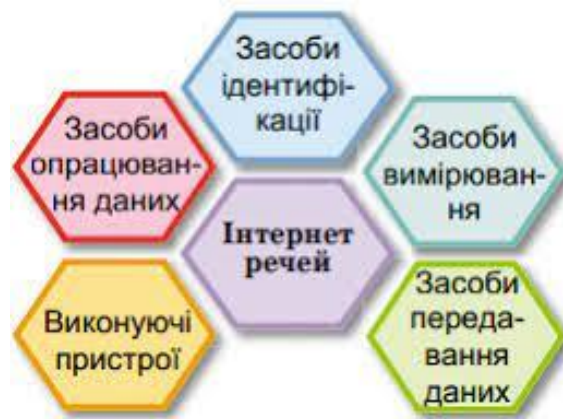 Засоби
ідентифі-
кації
Засоби
опрацюван-
ня даних
Засоби
вимірюван-
ня
Інтернет
речей
Виконуючі
пристрої
Засоби
переда-
вання
даних